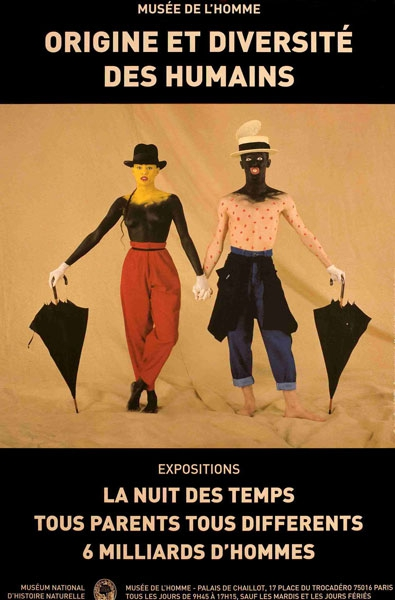 MUSÉE DE L'HOMME
ORIGINE ET DIVERSITÉ
DES HUMAINS
EXPOSITIONS
LA NUIT DES TEMPS
TOUS PARENTS TOUS DIFFERENTS
6 MILLIARDS D'HOMMES
MUSÉUM NATIONAL
D'HISTOIRE NATURELLE
MUSÉE DE L'HOMME - PALAIS DE CHAILLOT, 17 PLACE DU TROCADÉRO 75016 PARIS
TOUS LES JOURS DE 9H45 À 17H15, SAUF LES MARDIS ET LES JOURS FÉRIÉS